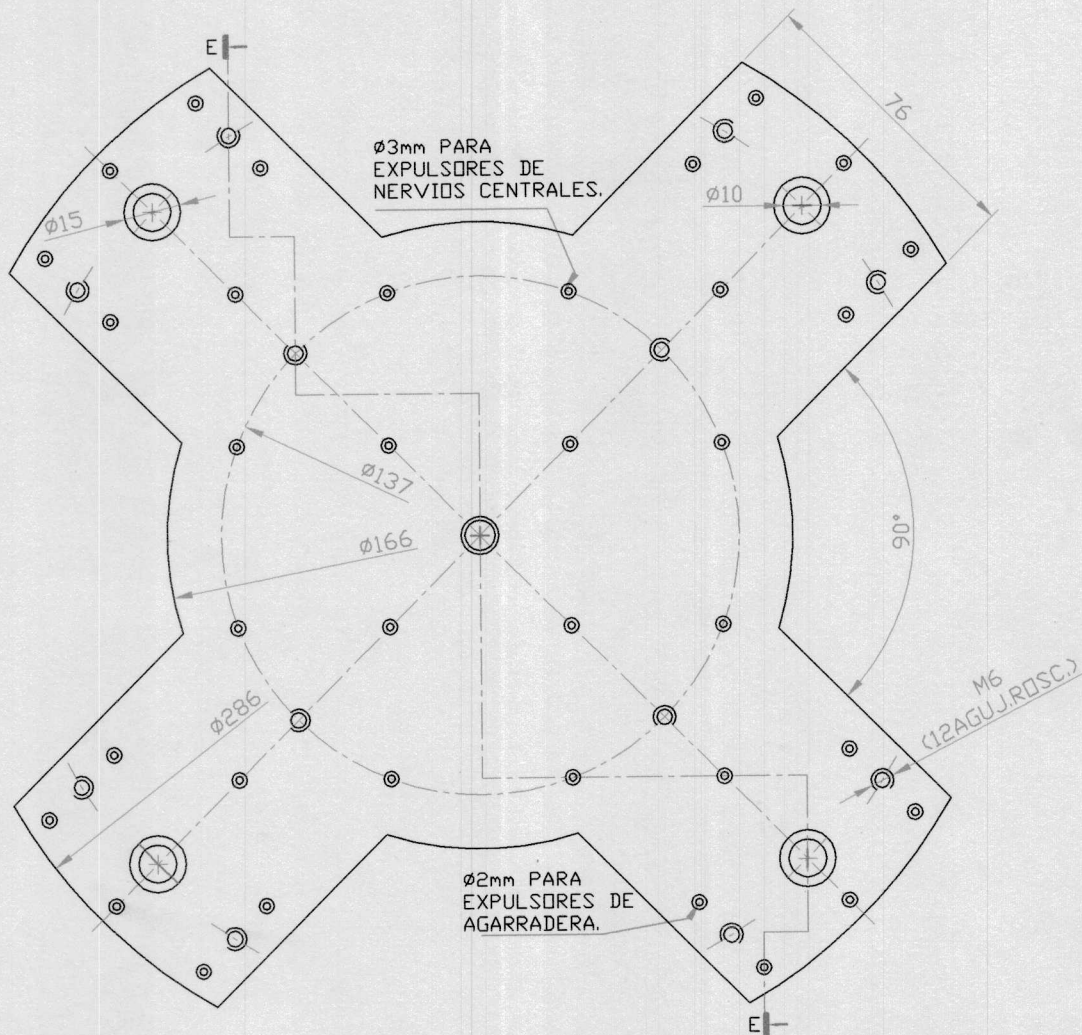 E
76
Ø3mm PARA
EXPULSORES DE
NERVIOS CENTRALES.
Ø15
Ø10
Ø137
90°
Ø166
M6
(12AGUJ.ROSC.)
Ø286
Ø2mm PARA
EXPULSORES DE
AGARRADERA.
E